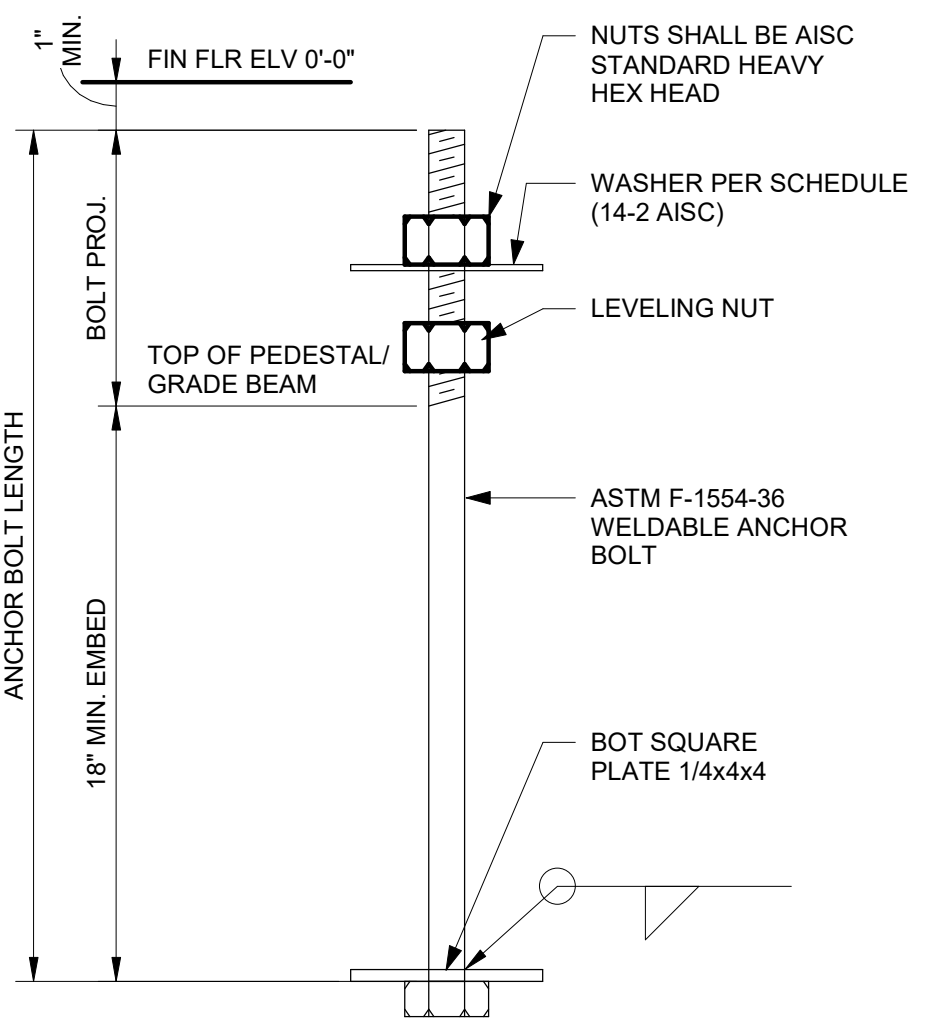 1"
MIN.
FIN FLR ELV 0'-0"
NUTS SHALL BE AISC
STANDARD HEAVY
HEX HEAD
WASHER PER SCHEDULE
(14-2 AISC)
BOLT PROJ.
LEVELING NUT
TOP OF PEDESTAL/
GRADE BEAM
ANCHOR BOLT LENGTH
18" MIN. EMBED
ASTM F-1554-36
WELDABLE ANCHOR
BOLT
BOT SQUARE
PLATE 1/4x4x4